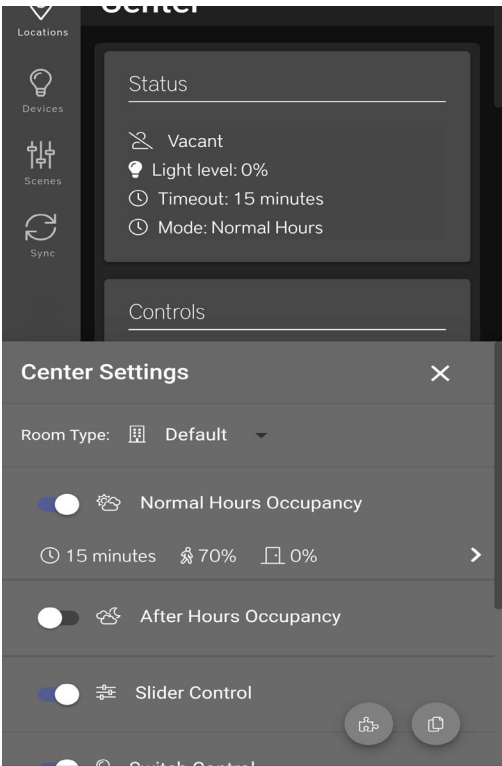 Center
Locations
Devices
Scenes
Sync
Status
Vacant
Light level: 0%
Timeout: 15 minutes
Mode: Normal Hours
Controls
Center Settings
Room Type: Default
Normal Hours Occupancy
15 minutes 70% 0%
After Hours Occupancy
Slider Control
Switch Control